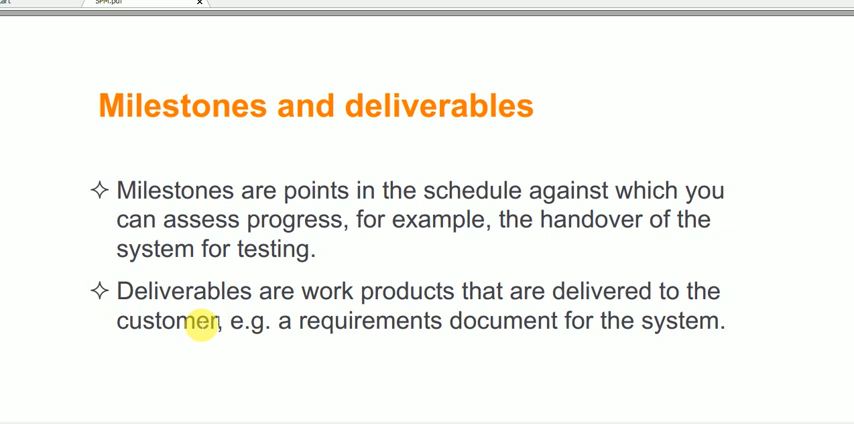 SPM.pdf
Milestones and deliverables
✧ Milestones are points in the schedule against which you
can assess progress, for example, the handover of the
system for testing.
✧ Deliverables are work products that are delivered to the
customer, e.g. a requirements document for the system.